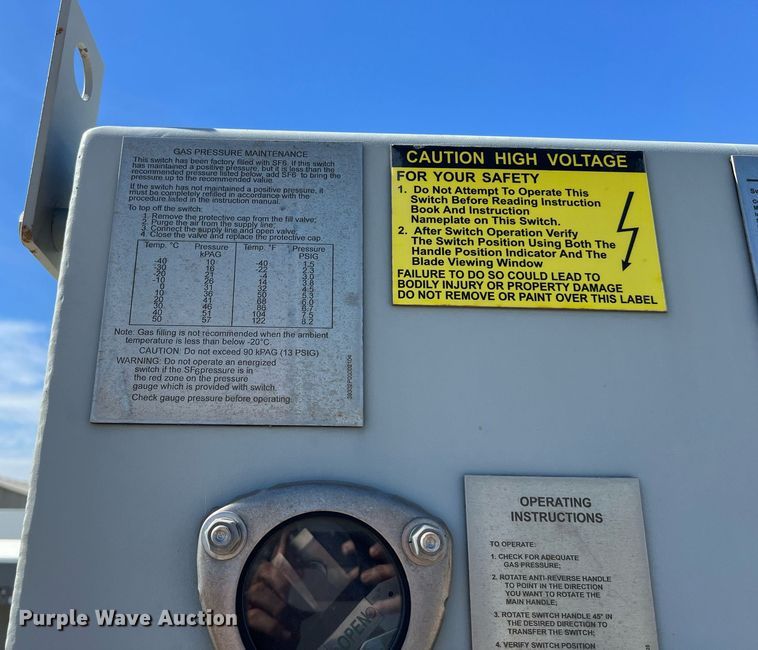 GAS PRESSURE MAINTENANCE
This switch has been factory filled with SF6. if this switch
has maintained a positive pressure, but it is less than the
recommended pressure listed below, add SF6 to bring the
pressure up to the recommended value.
If the switch has not maintained a positive pressure, it
must be completely refilled in accordance with the
procedure listed in the instruction manual.
To top off the switch:
1. Remove the protective cap from the fill valve;
2. Purge the air from the supply line;
3. Connect the supply line and open valve;
4. Close the valve and replace the protective cap.
Temp. °C Pressure kPAG Temp. °F Pressure PSIG
-40 10 -40 1.5
-30 16 -22 2.3
-20 21 -4 3.0
-10 26 14 3.8
0 31 32 4.5
10 36 50 5.3
20 41 68 6.0
30 46 86 6.7
40 51 104 7.5
50 57 122 8.2
Note: Gas filling is not recommended when the ambient
temperature is less than below -20°C.
CAUTION: Do not exceed 90 kPAG (13 PSIG)
WARNING: Do not operate an energized
switch if the SF6 pressure is in
the red zone on the pressure
gauge which is provided with switch.
Check gauge pressure before operating.
CAUTION HIGH VOLTAGE
FOR YOUR SAFETY
1. Do Not Attempt To Operate This
Switch Before Reading Instruction
Book And Instruction
Nameplate on This Switch.
2. After Switch Operation Verify
The Switch Position Using Both The
Handle Position Indicator And The
Blade Viewing Window
FAILURE TO DO SO COULD LEAD TO
BODILY INJURY OR PROPERTY DAMAGE
DO NOT REMOVE OR PAINT OVER THIS LABEL
OPERATING
INSTRUCTIONS
TO OPERATE:
1. CHECK FOR ADEQUATE
GAS PRESSURE;
2. ROTATE ANTI-REVERSE HANDLE
TO POINT IN THE DIRECTION
YOU WANT TO ROTATE THE
MAIN HANDLE;
3. ROTATE SWITCH HANDLE 45° IN
THE DESIRED DIRECTION TO
TRANSFER THE SWITCH;
4. VERIFY SWITCH POSITION
OPEN
Purple Wave Auction